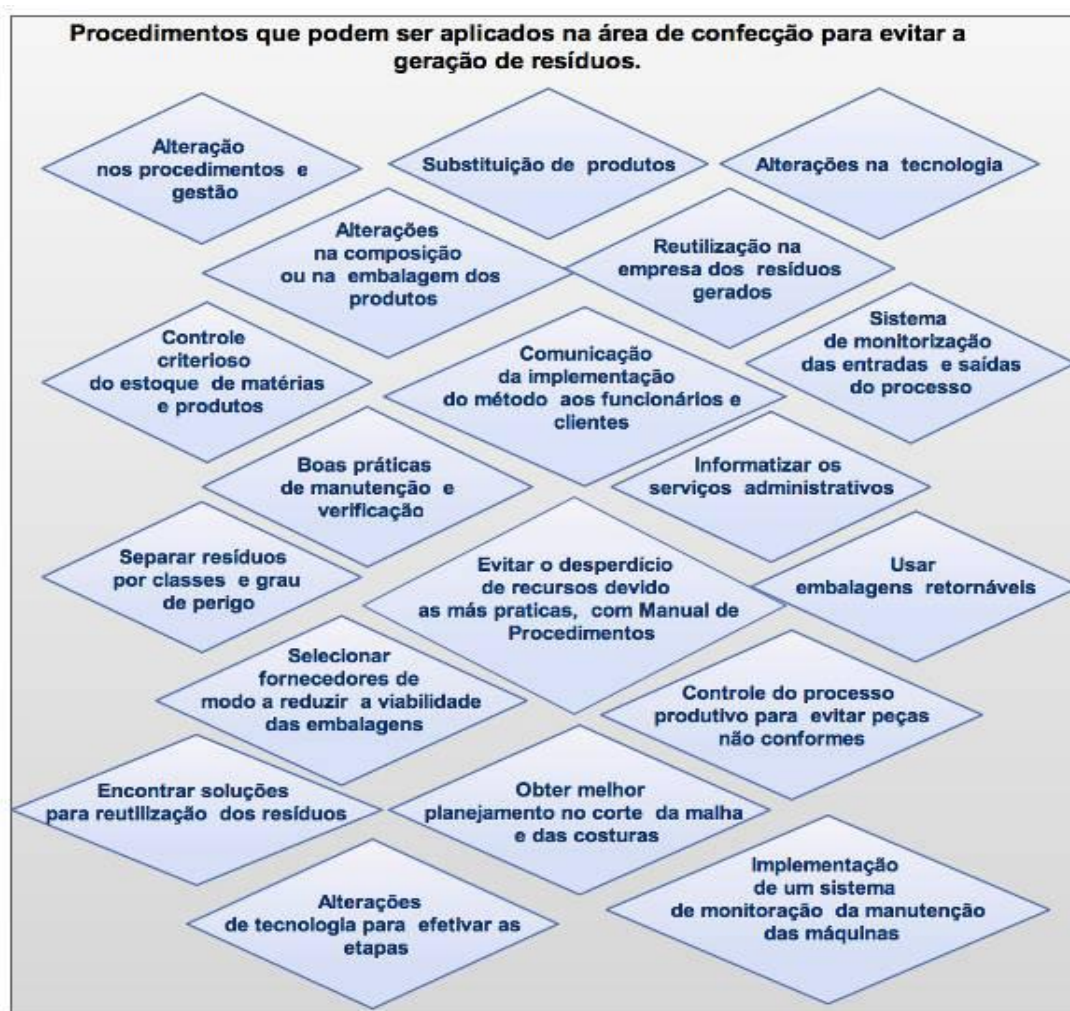 Procedimentos que podem ser aplicados na área de confecção para evitar a
geração de resíduos.
Alteração
nos procedimentos e
gestão
Substituição de produtos
Alterações na tecnologia
Alterações
na composição
ou na embalagem dos
produtos
Reutilização na
empresa dos resíduos
gerados
Controle
criterioso
do estoque de matérias
e produtos
Comunicação
da implementação
do método aos funcionários e
clientes
Sistema
de monitorização
das entradas e saídas
do processo
Boas práticas
de manutenção e
verificação
Informatizar os
serviços administrativos
Separar resíduos
por classes e grau
de perigo
Evitar o desperdício
de recursos devido
as más praticas, com Manual de
Procedimentos
Usar
embalagens retornáveis
Selecionar
fornecedores de
modo a reduzir a viabilidade
das embalagens
Controle do processo
produtivo para evitar peças
não conformes
Encontrar soluções
para reutilização dos resíduos
Obter melhor
planejamento no corte da malha
e das costuras
Alterações
de tecnologia para efetivar as
etapas
Implementação
de um sistema
de monitoração da manutenção
das máquinas